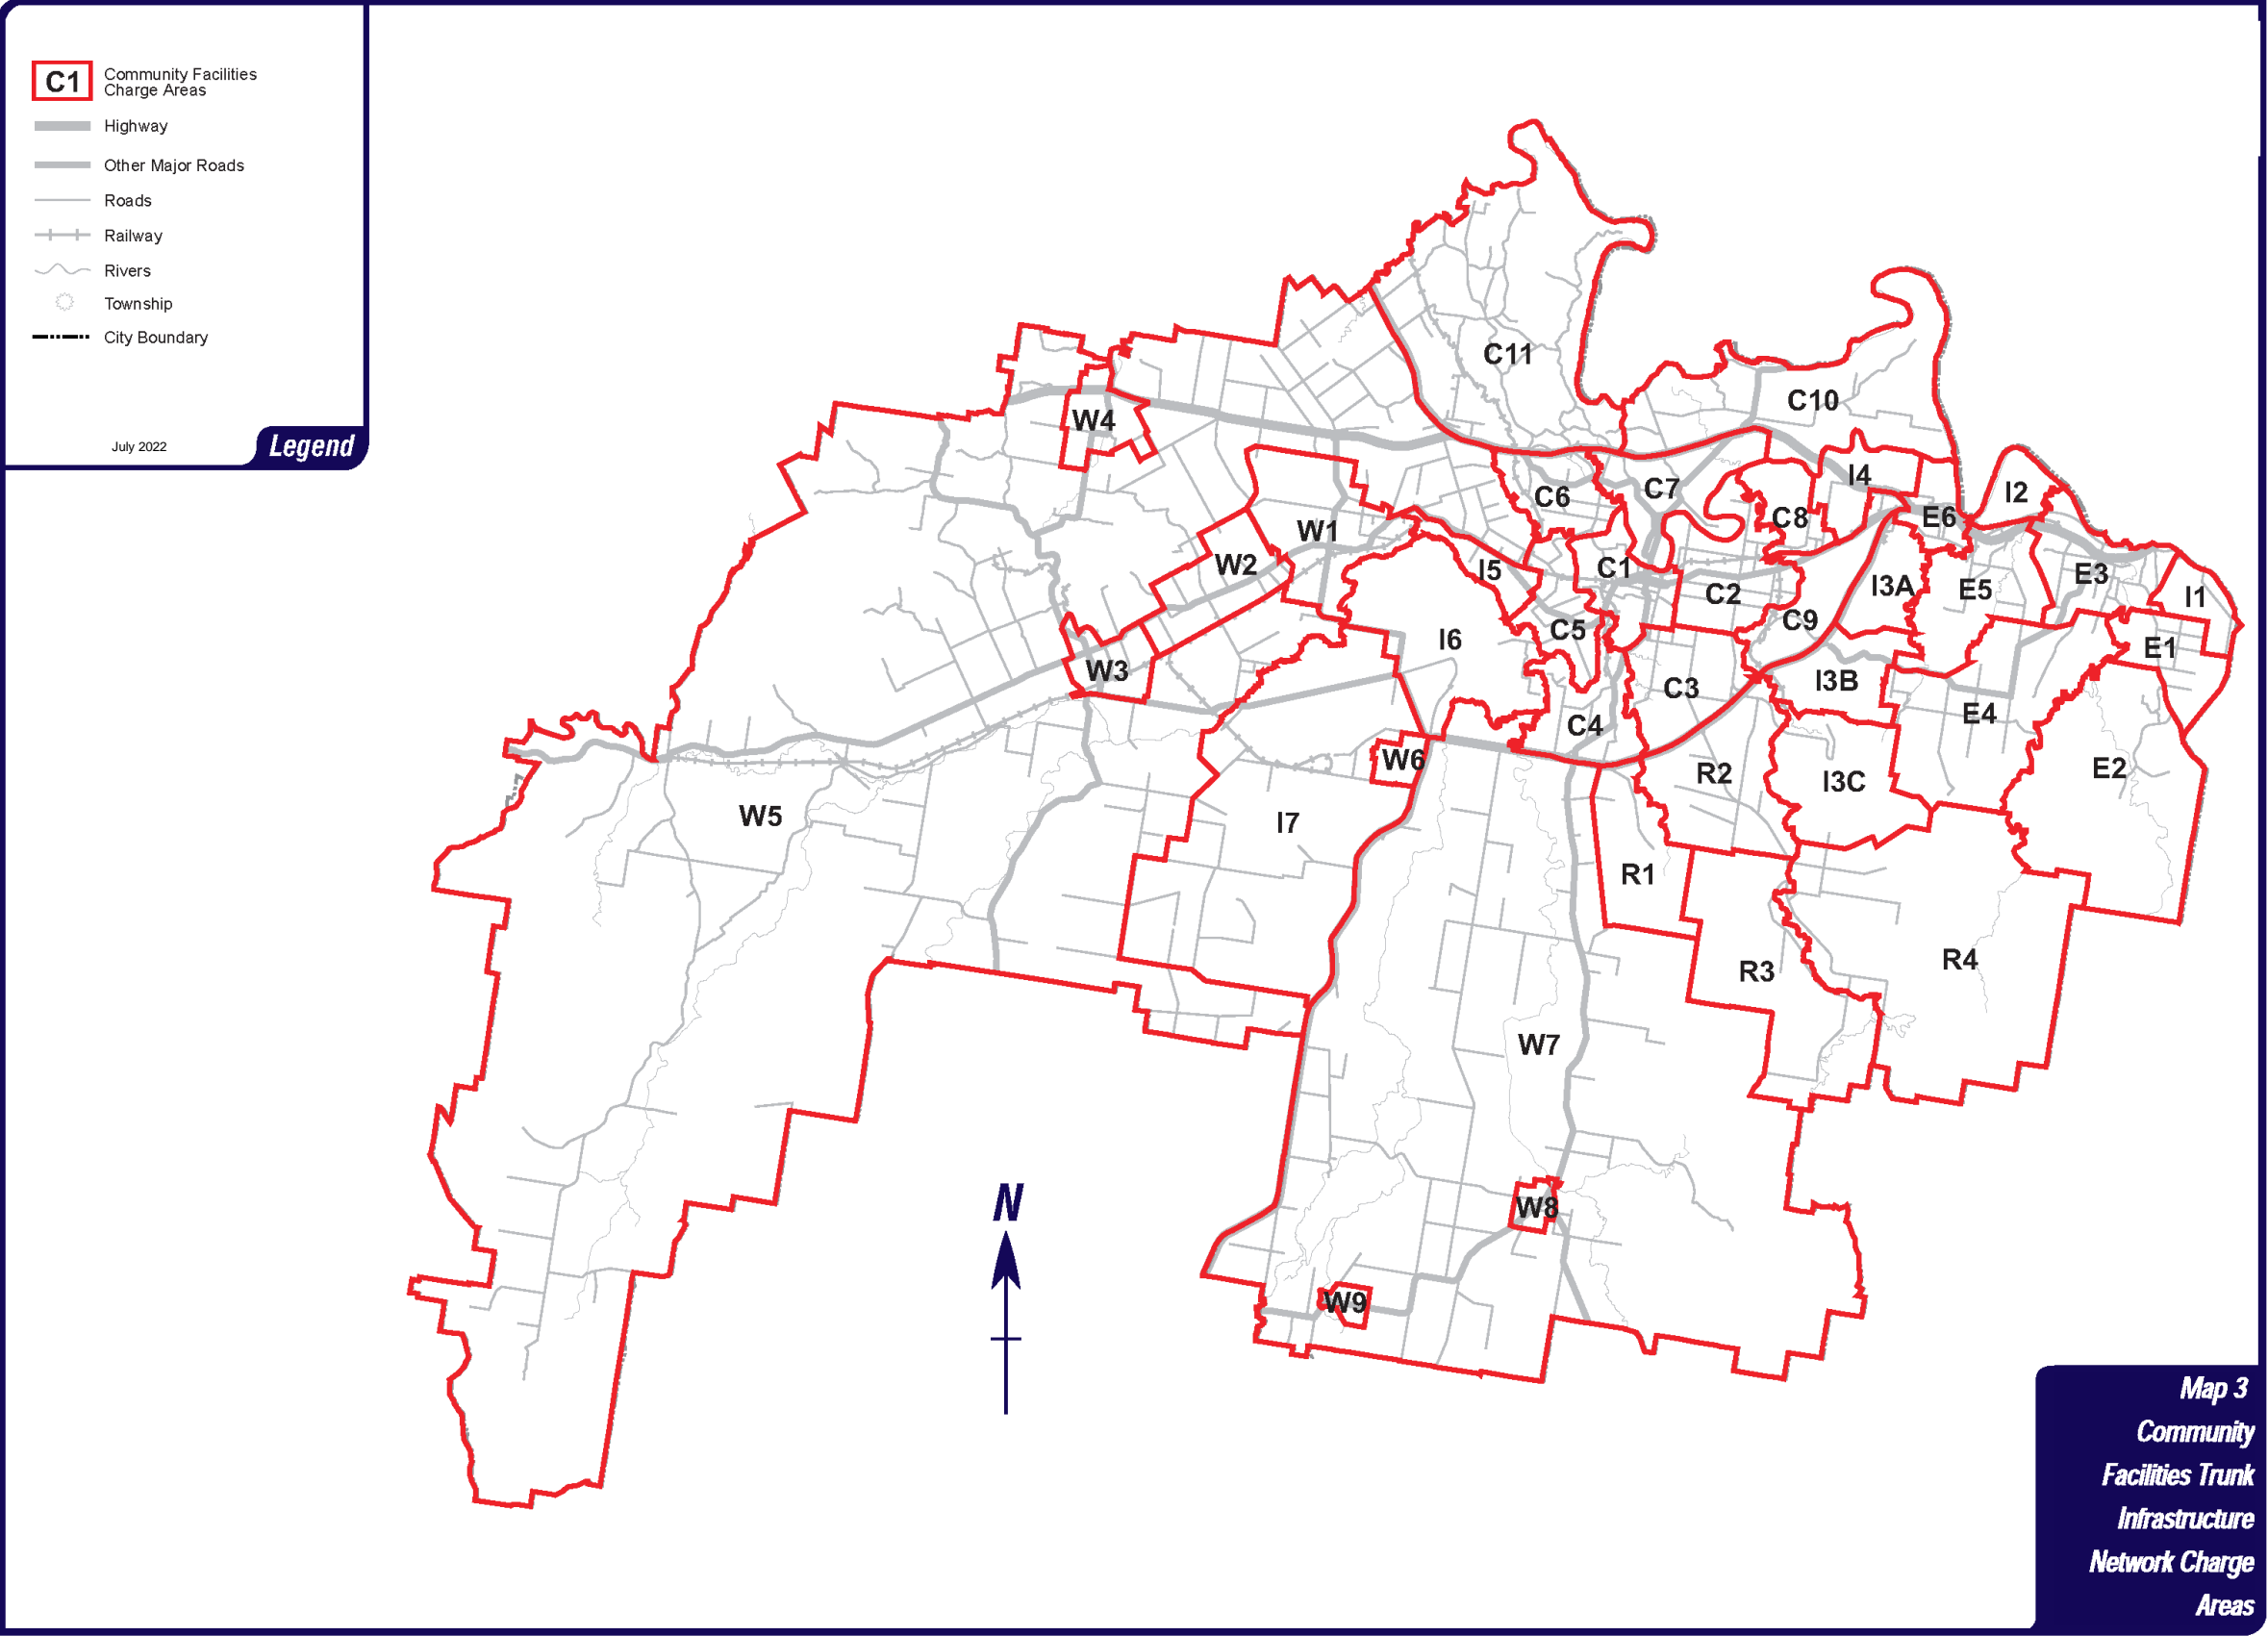 C1
Community Facilities
Charge Areas
Highway
Other Major Roads
Roads
Railway
Rivers
Township
City Boundary
July 2022
Legend
C11
C10
W4
I4
C7
C6
I2
C8
E6
W1
W2
I5
C1
E3
I3A
E5
C2
I1
C9
C5
I6
E1
W3
I3B
C3
E4
C4
W6
E2
R2
I3C
W5
I7
R1
R4
R3
W7
W8
W9
N
Map 3
Community
Facilities Trunk
Infrastructure
Network Charge
Areas